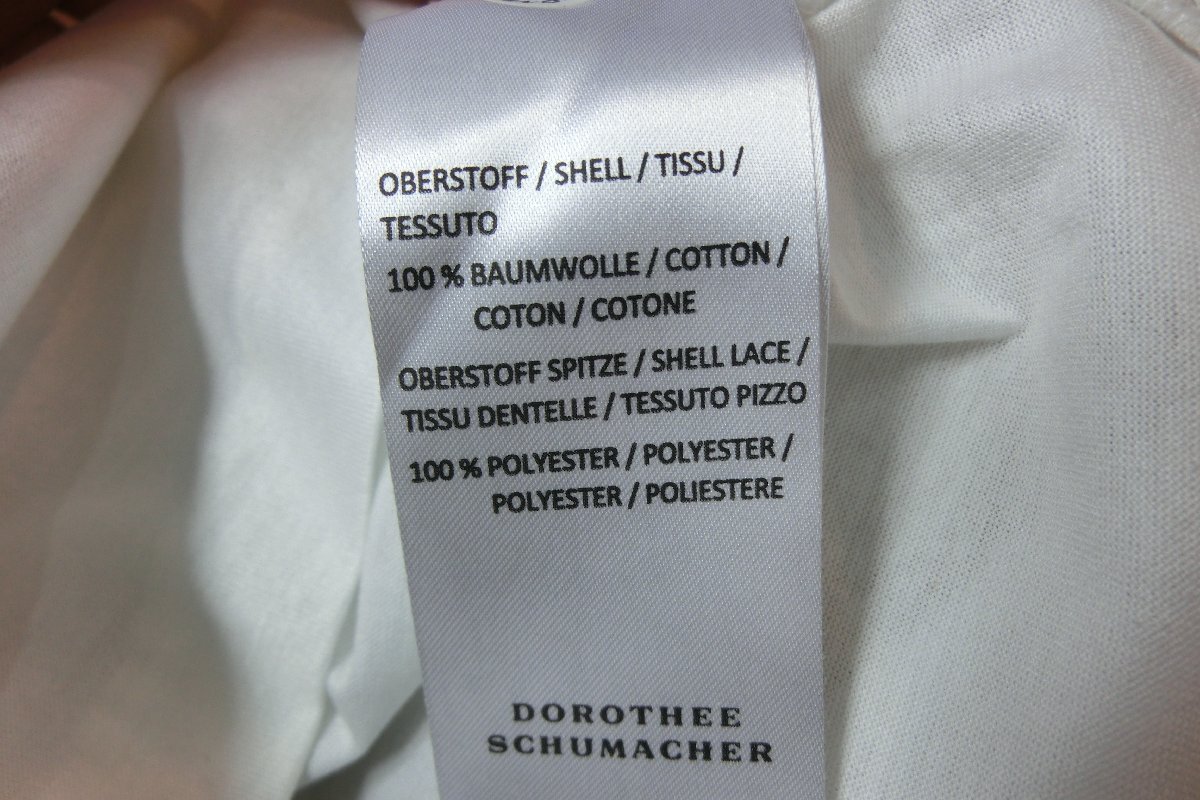 OBERSTOFF / SHELL / TISSU /
TESSUTO
100 % BAUMWOLLE / COTTON /
COTON / COTONE
OBERSTOFF SPITZE / SHELL LACE /
TISSU DENTELLE / TESSUTO PIZZO
100 % POLYESTER / POLYESTER /
POLYESTER / POLIESTERE
DOROTHEE
SCHUMACHER